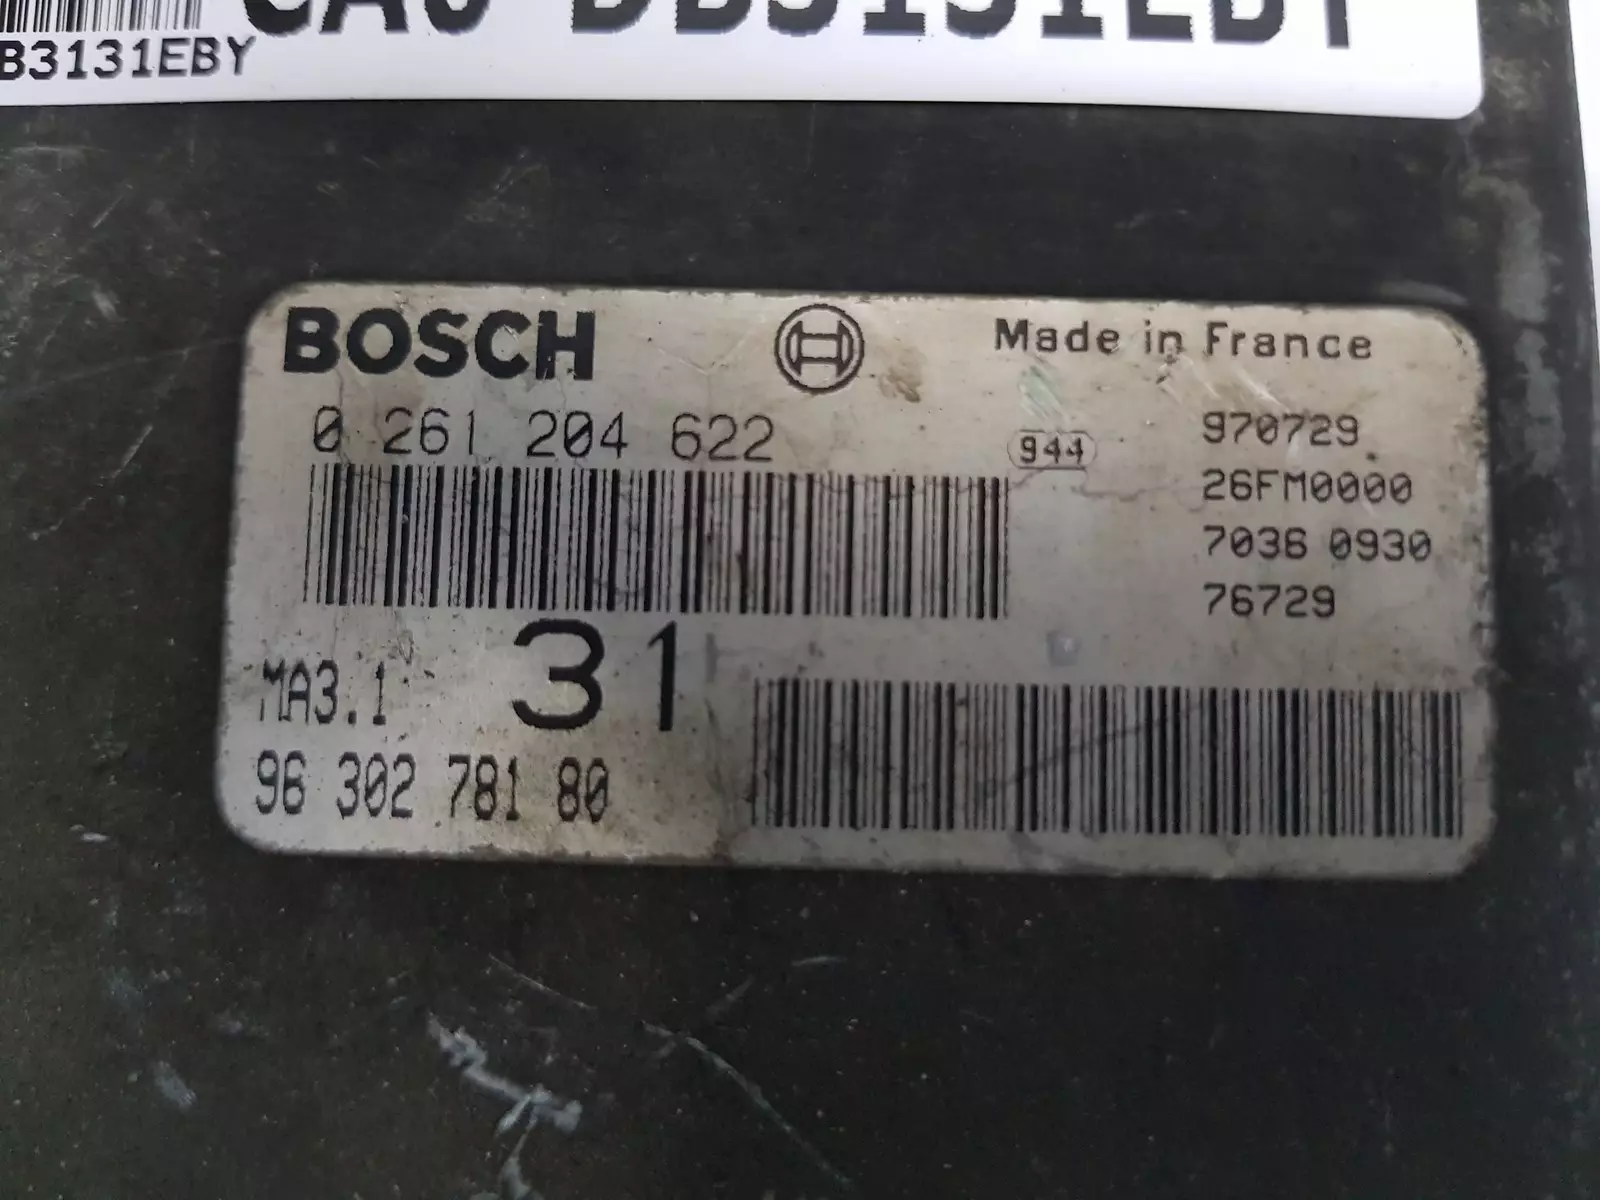 B3131EBY
BOSCH
Made in France
0 261 204 622
944
970729
26FM0000
7036 0930
76729
MA3.1
31
96 302 781 80